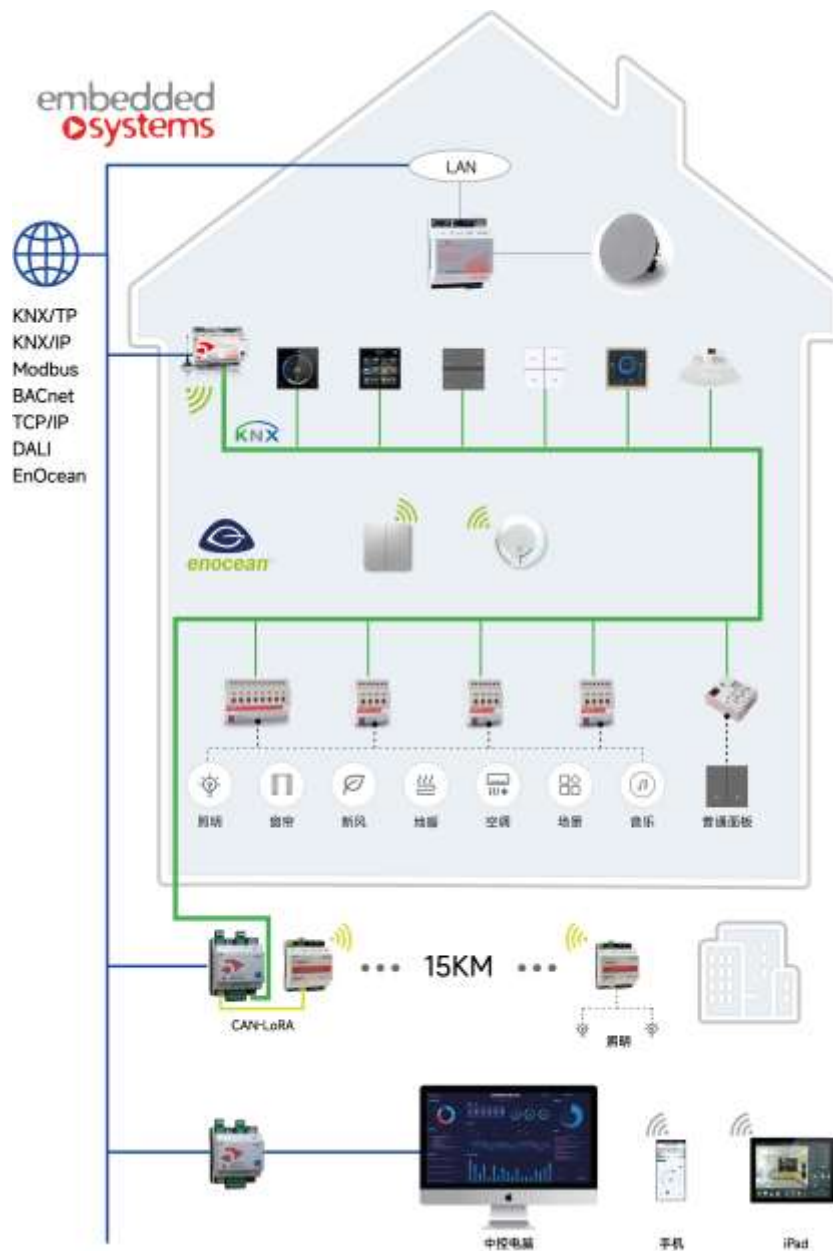 embedded
systems
LAN
KNX/TP
KNX/IP
Modbus
BACnet
TCP/IP
DALI
EnOcean
KNX
enocean
照明
窗帘
新风
地暖
空调
场景
音乐
普通面板
15KM
CAN-LoRA
照明
中控电脑
手机
iPad